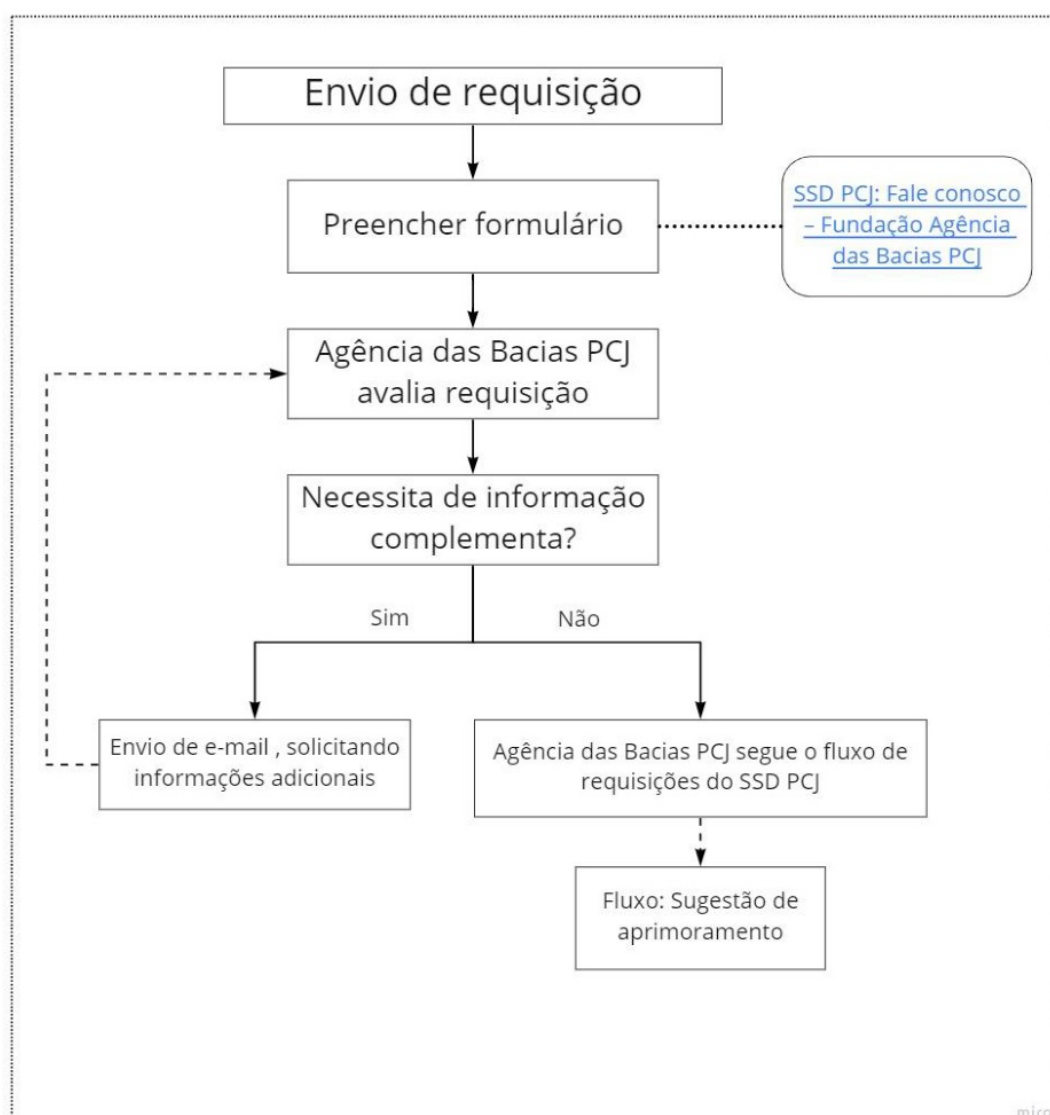 Envio de requisição
Preencher formulário
SSD PCJ: Fale conosco
– Fundação Agência
das Bacias PCJ
Agência das Bacias PCJ
avalia requisição
Necessita de informação
complementa?
Sim
Não
Envio de e-mail , solicitando
informações adicionais
Agência das Bacias PCJ segue o fluxo de
requisições do SSD PCJ
Fluxo: Sugestão de
aprimoramento
miro